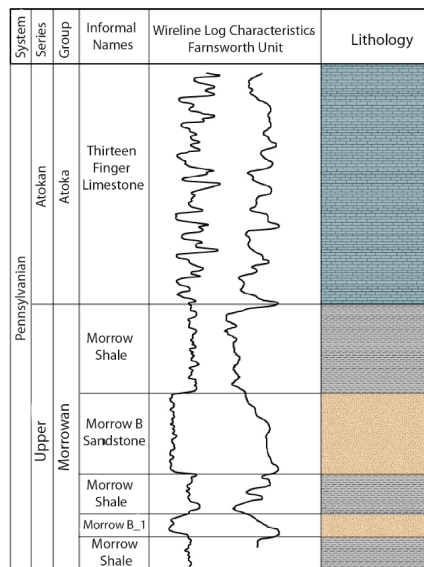 System
Series
Group
Informal
Names
Wireline Log Characteristics
Farnsworth Unit
Lithology
Pennsylvanian
Atokan
Atoka
Thirteen
Finger
Limestone
Upper
Morrowan
Morrow
Shale
Morrow B
Sandstone
Morrow
Shale
Morrow B_1
Morrow
Shale